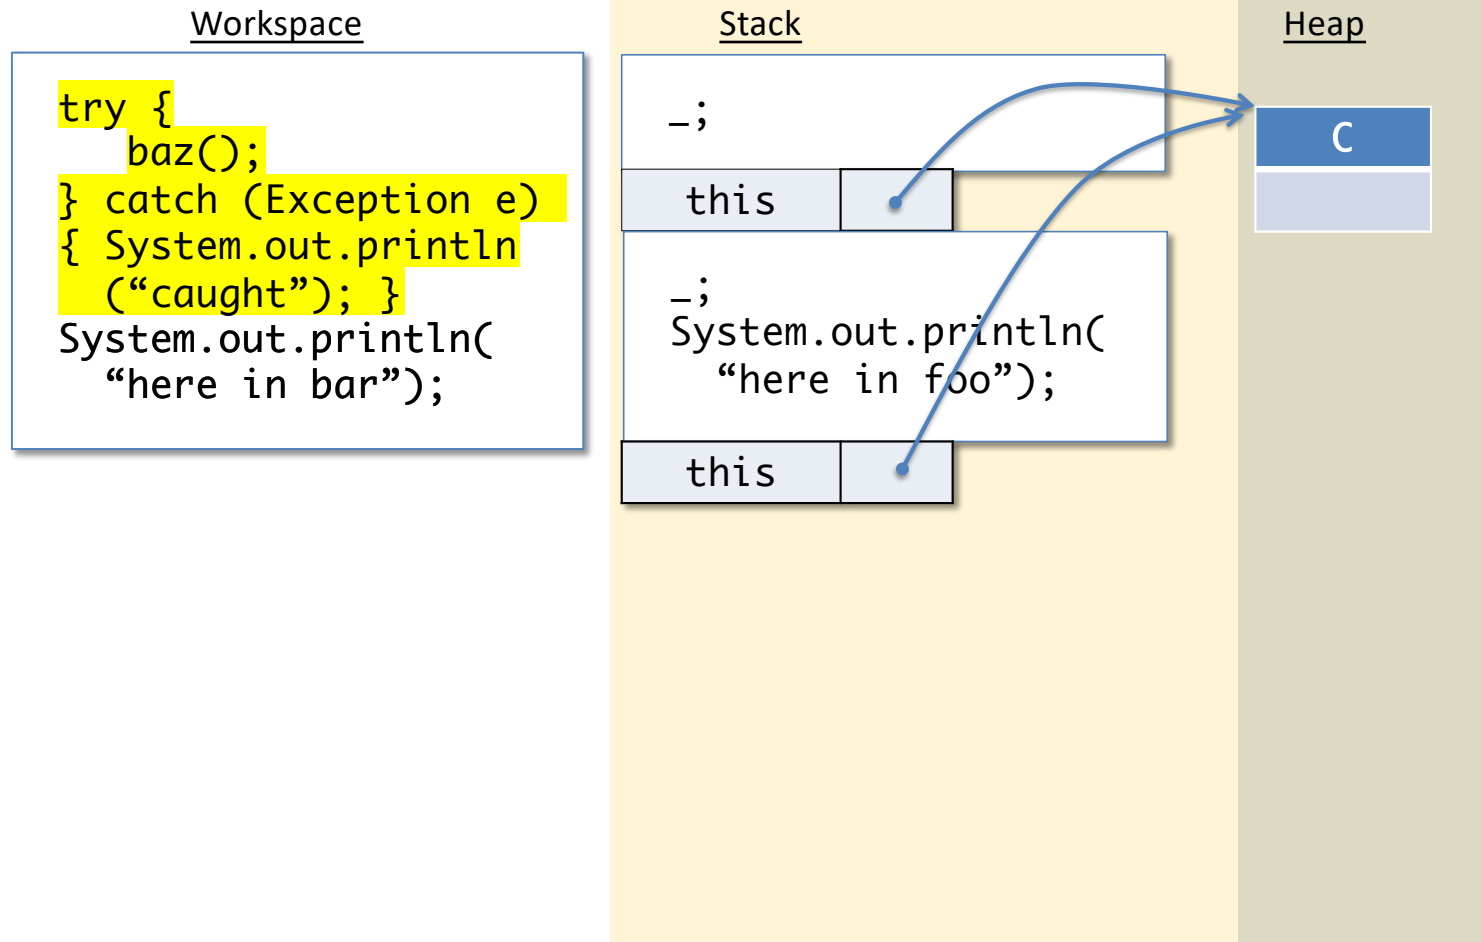 Workspace
try {
baz();
} catch (Exception e)
{ System.out.println
(“caught”); }
System.out.println(
“here in bar”);
Stack
_;
this
_;
System.out.println(
“here in foo”);
this
Heap
C